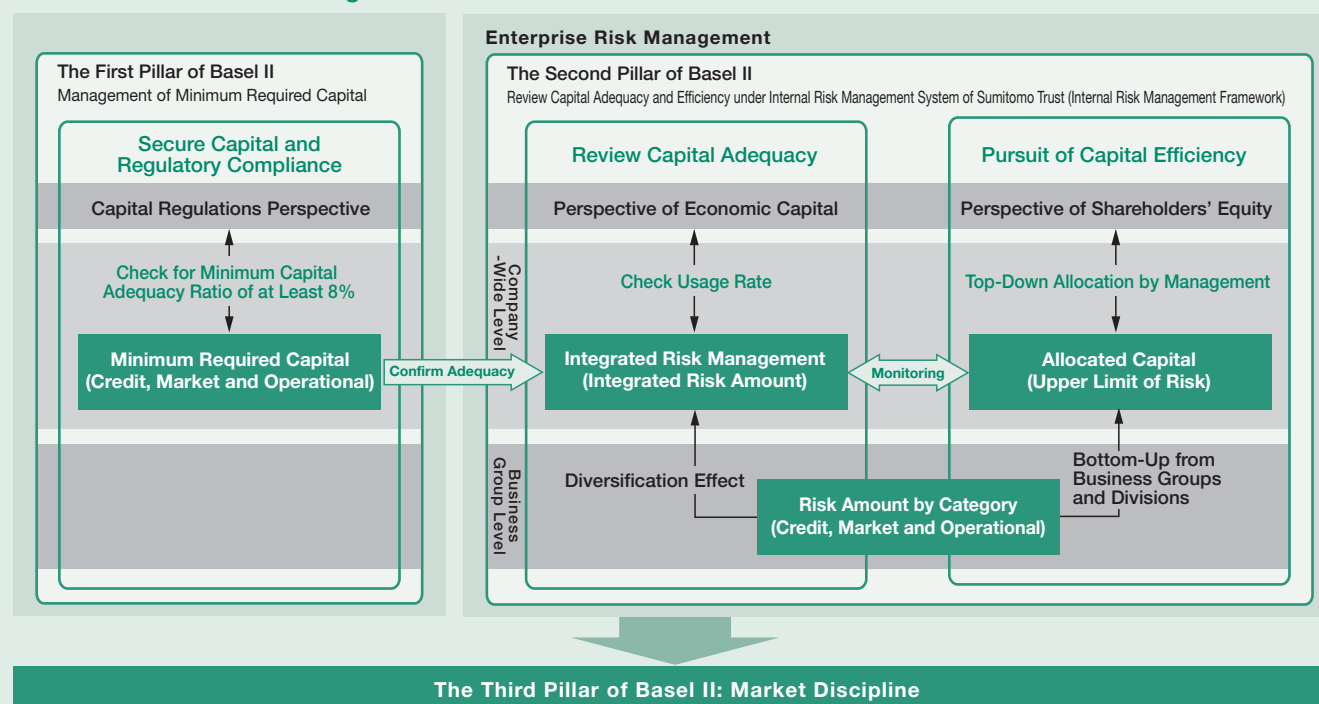 Enterprise Risk Management
The First Pillar of Basel II
Management of Minimum Required Capital
Secure Capital and
Regulatory Compliance
Capital Regulations Perspective
Check for Minimum Capital
Adequacy Ratio of at Least 8%
Minimum Required Capital
(Credit, Market and Operational)
Confirm Adequacy
The Second Pillar of Basel II
Review Capital Adequacy and Efficiency under Internal Risk Management System of Sumitomo Trust (Internal Risk Management Framework)
Review Capital Adequacy
Pursuit of Capital Efficiency
Perspective of Economic Capital
Perspective of Shareholders' Equity
Company
-Wide Level
Check Usage Rate
Top-Down Allocation by Management
Integrated Risk Management
(Integrated Risk Amount)
Monitoring
Allocated Capital
(Upper Limit of Risk)
Business
Group Level
Diversification Effect
Bottom-Up from
Business Groups
and Divisions
Risk Amount by Category
(Credit, Market and Operational)
The Third Pillar of Basel II: Market Discipline